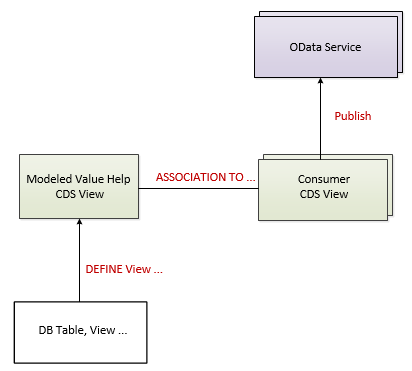 OData Service
Publish
Modeled Value Help
CDS View
ASSOCIATION TO ...
Consumer
CDS View
DEFINE View ...
DB Table, View ...